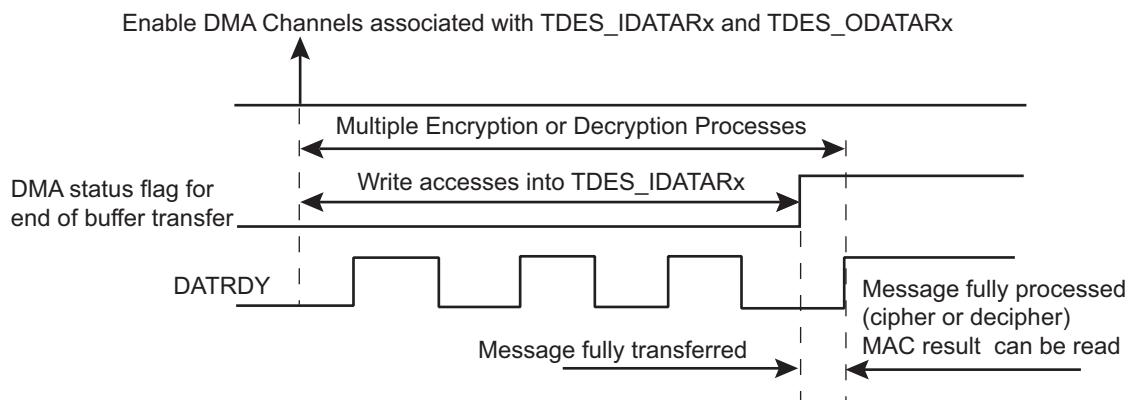 Enable DMA Channels associated with TDES_IDATARx and TDES_ODATARx
Multiple Encryption or Decryption Processes
Write accesses into TDES_IDATARx
DMA status flag for
end of buffer transfer
DATRDY
Message fully processed
(cipher or decipher)
MAC result can be read
Message fully transferred